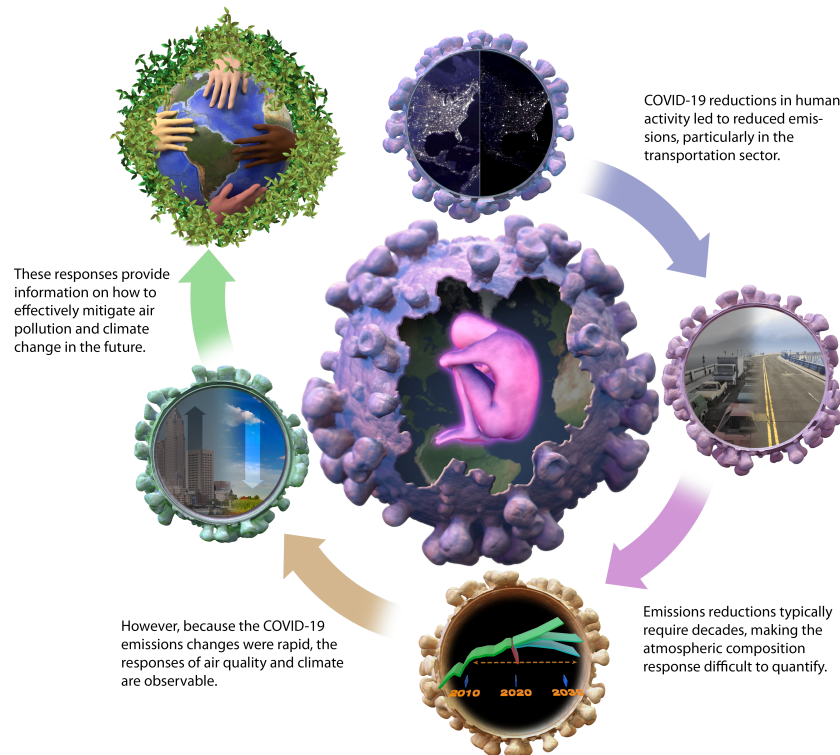 COVID-19 reductions in human
activity led to reduced emis-
sions, particularly in the
transportation sector.
These responses provide
information on how to
effectively mitigate air
pollution and climate
change in the future.
However, because the COVID-19
emissions changes were rapid, the
responses of air quality and climate
are observable.
Emissions reductions typically
require decades, making the
atmospheric composition
response difficult to quantify.
2010 2020 2030